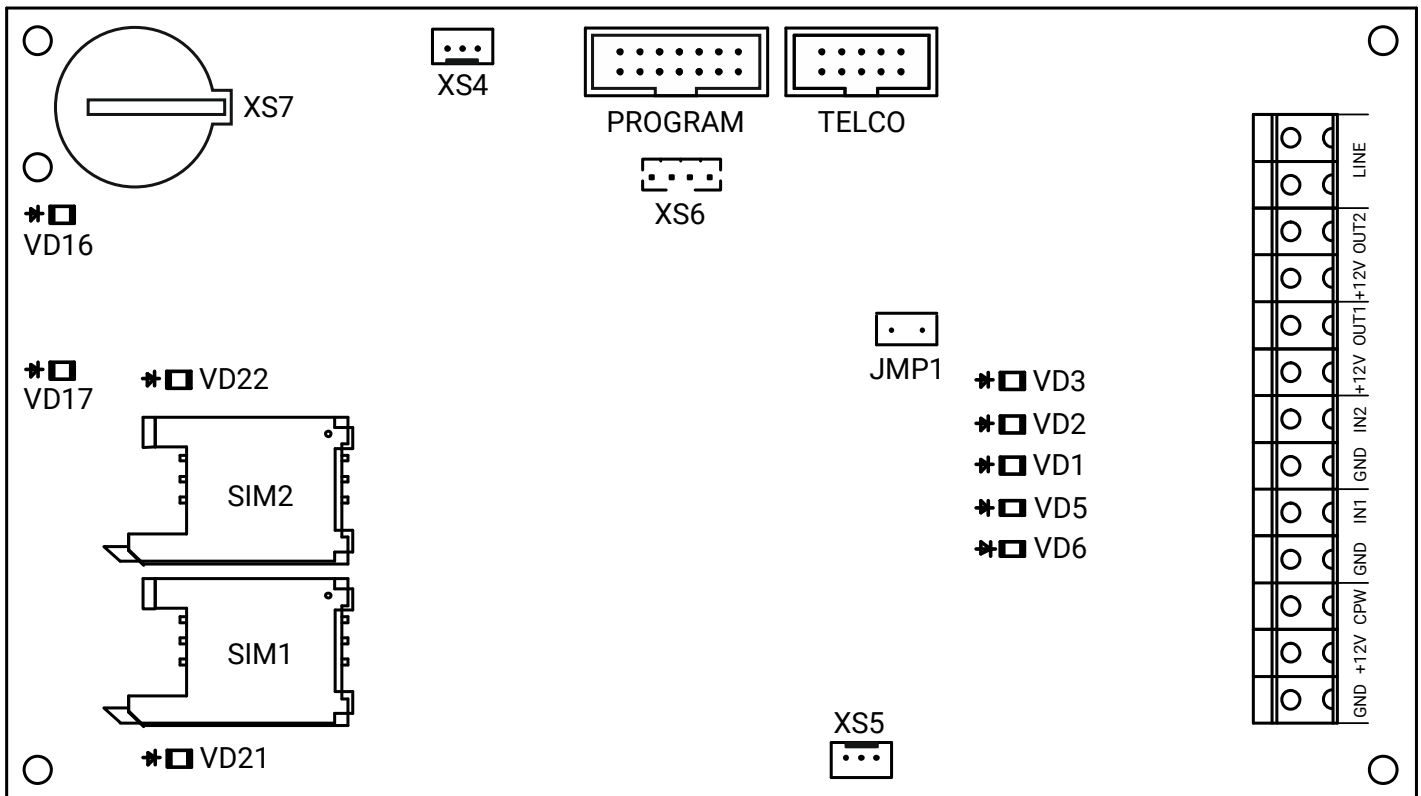 XS4
XS7
PROGRAM
TELCO
LINE
XS6
VD16
OUT2
+12V
JMP1
OUT1
VD17
VD22
VD3
+12V
VD2
IN2
VD1
GND
SIM2
VD5
IN1
VD6
GND
CPW
SIM1
+12V
GND
XS5
VD21